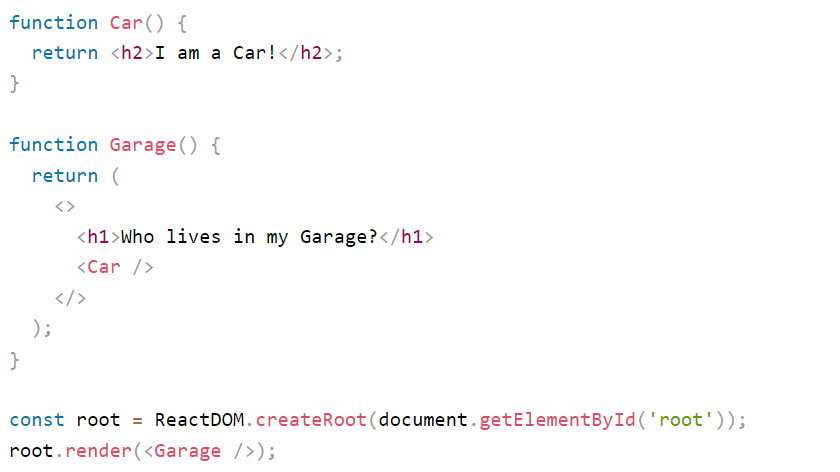 function Car() {
  return <h2>I am a Car!</h2>;
}

function Garage() {
  return (
    <>
      <h1>Who lives in my Garage?</h1>
      <Car />
    </>
  );
}

const root = ReactDOM.createRoot(document.getElementById('root'));
root.render(<Garage />);